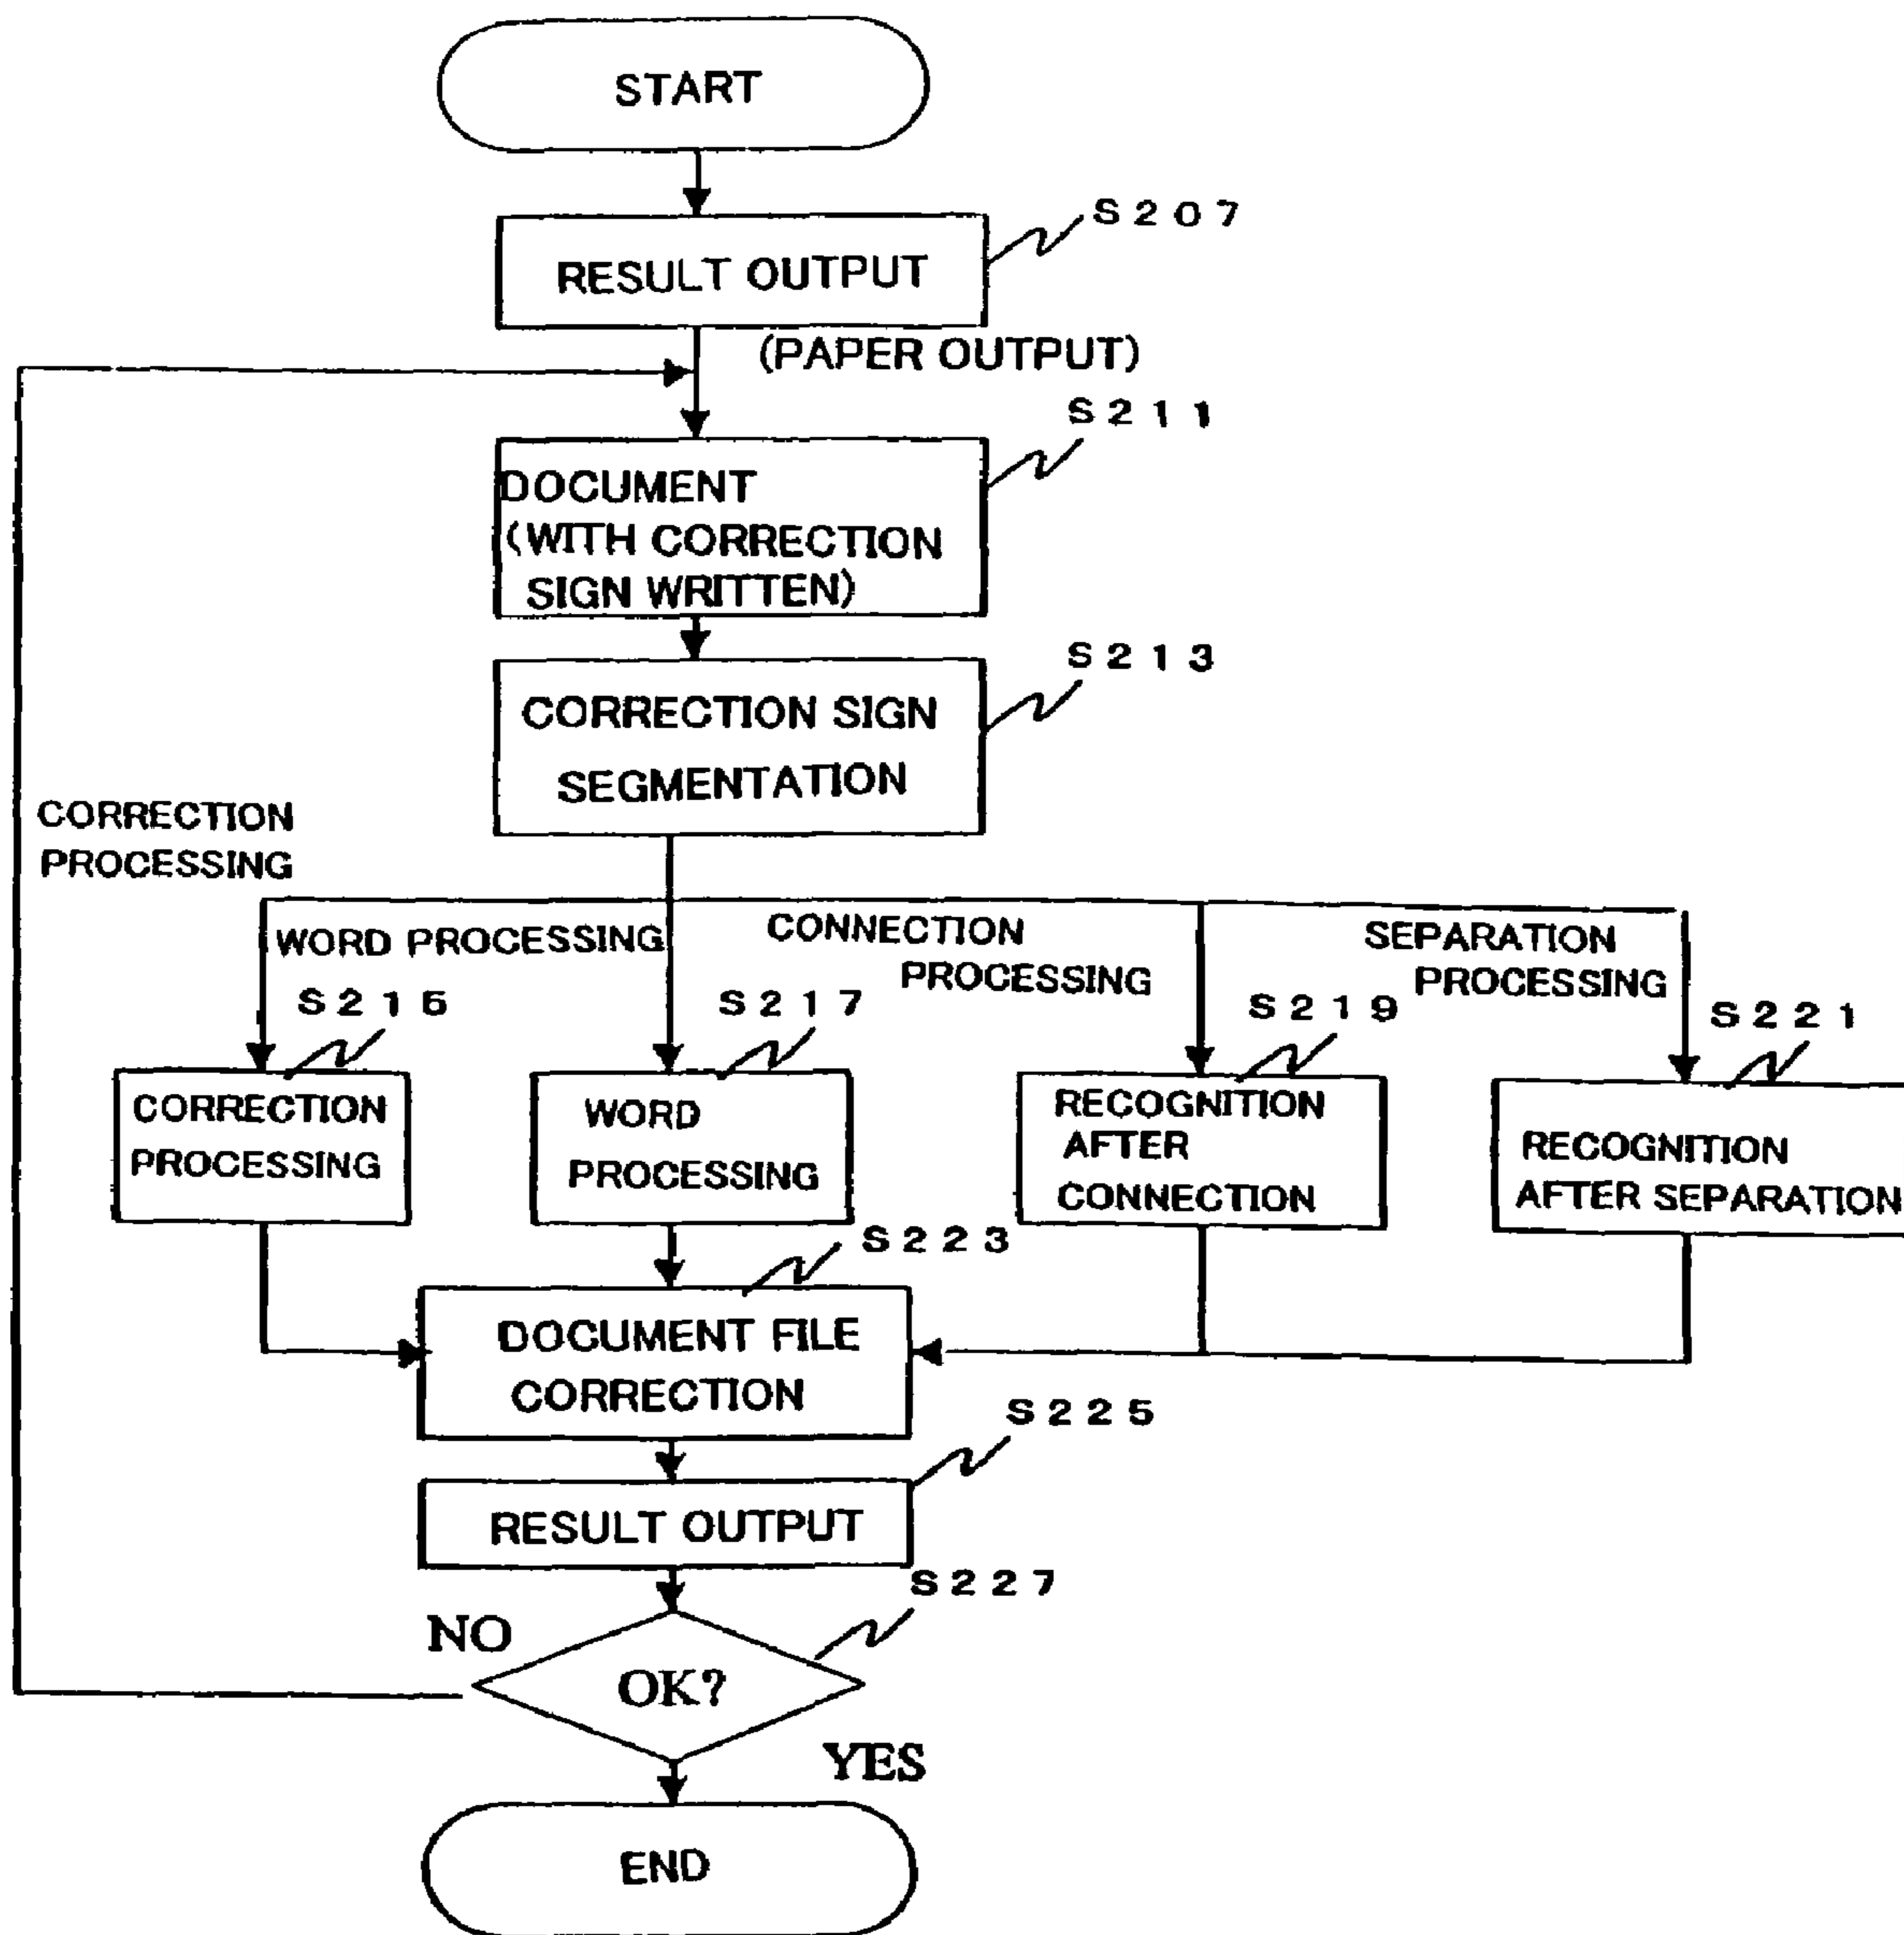 START
S207
RESULT OUTPUT
(PAPER OUTPUT)
S211
DOCUMENT
(WITH CORRECTION
SIGN WRITTEN)
S213
CORRECTION SIGN
SEGMENTATION
CORRECTION
PROCESSING
WORD PROCESSING
CONNECTION
PROCESSING
SEPARATION
PROCESSING
S215
S217
S219
S221
CORRECTION
PROCESSING
WORD
PROCESSING
RECOGNITION
AFTER
CONNECTION
RECOGNITION
AFTER SEPARATION
S223
DOCUMENT FILE
CORRECTION
S225
RESULT OUTPUT
S227
NO
OK?
YES
END